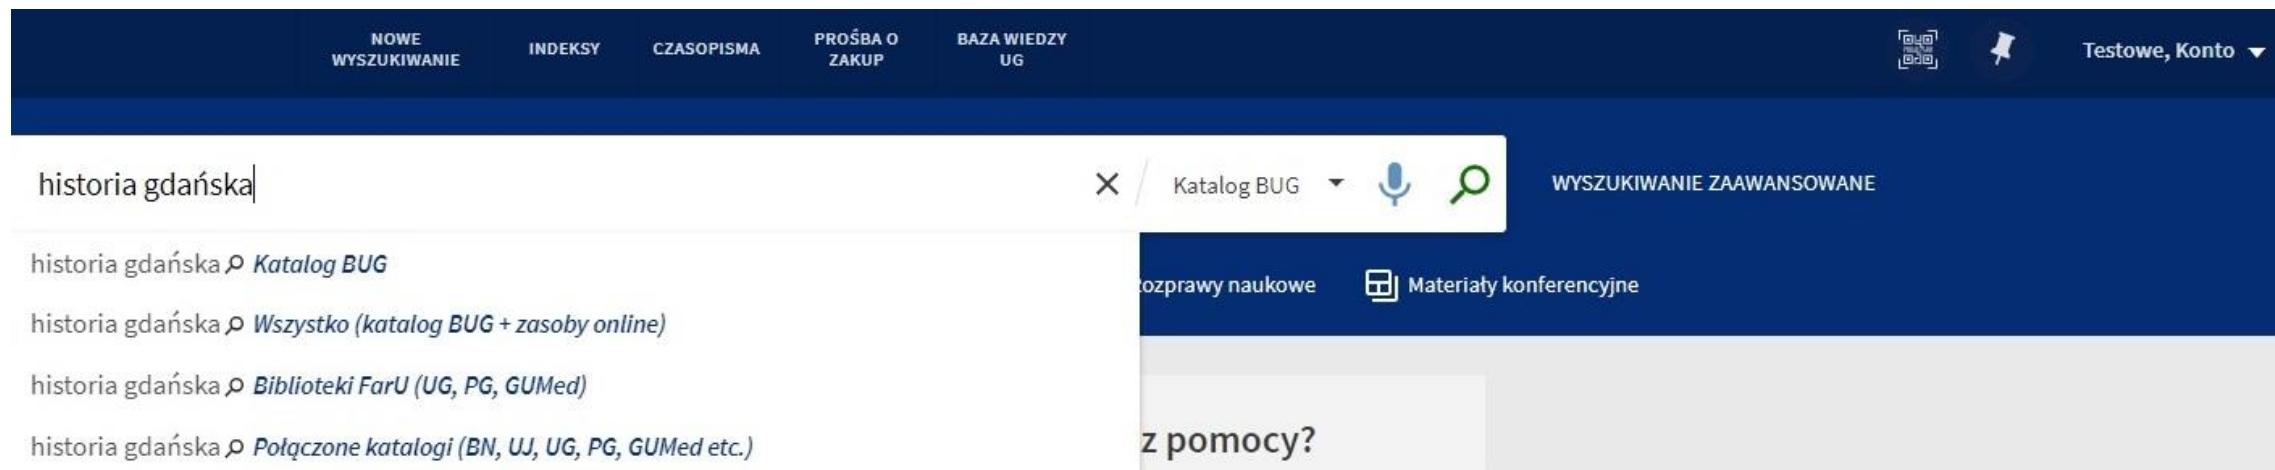 NOWE
WYSZUKIWANIE
INDEKSY
CZASOPISMA
PROŚBA O
ZAKUP
BAZA WIEDZY
UG
Testowe, Konto
historia gdańska
Katalog BUG
WYSZUKIWANIE ZAAWANSOWANE
historia gdańska Katalog BUG
historia gdańska Wszystko (katalog BUG + zasoby online)
historia gdańska Biblioteki FarU (UG, PG, GUMed)
historia gdańska Połączone katalogi (BN, UJ, UG, PG, GUMed etc.)
naukowe
Materiały konferencyjne
z pomocy?